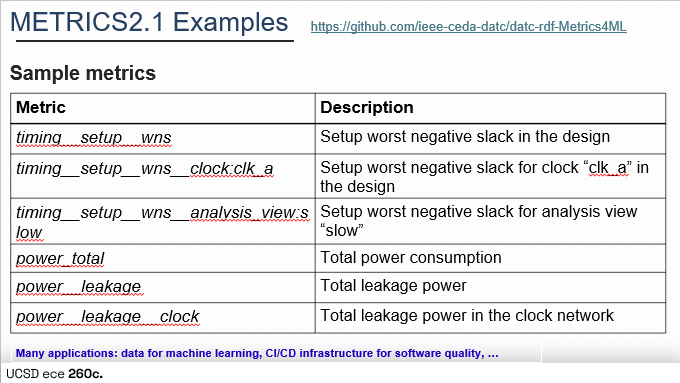 METRICS2.1 Examples https://github.com/ieee-ceda-datc/datc-rdf-Metrics4ML
Sample metrics
Metric Description
timing__setup__wns Setup worst negative slack in the design
timing__setup__wns__clock:clk_a Setup worst negative slack for clock “clk_a” in
the design
timing__setup__wns__analysis_view:s Setup worst negative slack for analysis view
low “slow”
power_total Total power consumption
power__leakage Total leakage power
power__leakage__clock Total leakage power in the clock network
Many applications: data for machine learning, CI/CD infrastructure for software quality, ...
UCSD ece 260c.